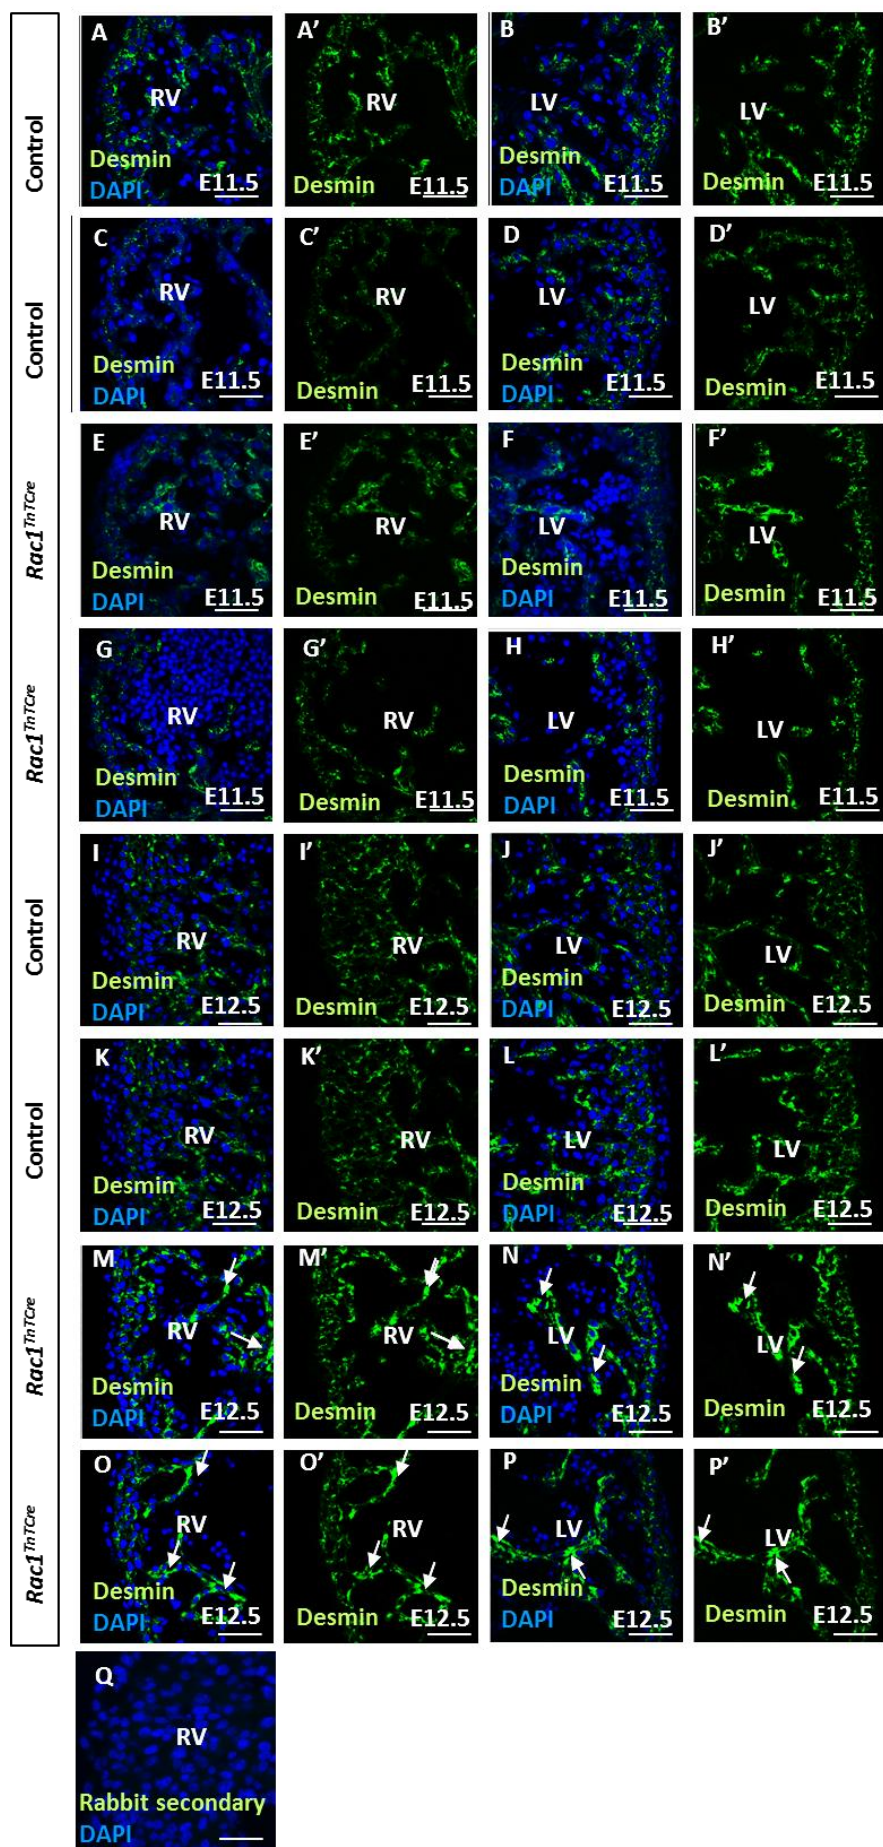 Control
A
RV
Desmin
DAPI
E11.5
A’
RV
Desmin
E11.5
B
LV
Desmin
DAPI
E11.5
B’
LV
Desmin
E11.5
Control
C
RV
Desmin
DAPI
E11.5
C’
RV
Desmin
E11.5
D
LV
Desmin
DAPI
E11.5
D’
LV
Desmin
E11.5
Rac1TnTCre
E
RV
Desmin
DAPI
E11.5
E’
RV
Desmin
E11.5
F
LV
Desmin
DAPI
E11.5
F’
LV
Desmin
E11.5
Rac1TnTCre
G
RV
Desmin
DAPI
E11.5
G’
RV
Desmin
E11.5
H
LV
Desmin
DAPI
E11.5
H’
LV
Desmin
E11.5
Control
I
RV
Desmin
DAPI
E12.5
I’
RV
Desmin
E12.5
J
LV
Desmin
DAPI
E12.5
J’
LV
Desmin
E12.5
Control
K
RV
Desmin
DAPI
E12.5
K’
RV
Desmin
E12.5
L
LV
Desmin
DAPI
E12.5
L’
LV
Desmin
E12.5
Rac1TnTCre
M
RV
Desmin
DAPI
E12.5
M’
RV
Desmin
E12.5
N
LV
Desmin
DAPI
E12.5
N’
LV
Desmin
E12.5
Rac1TnTCre
O
RV
Desmin
DAPI
E12.5
O’
RV
Desmin
E12.5
P
LV
Desmin
DAPI
E12.5
P’
LV
Desmin
E12.5
Q
RV
Rabbit secondary
DAPI